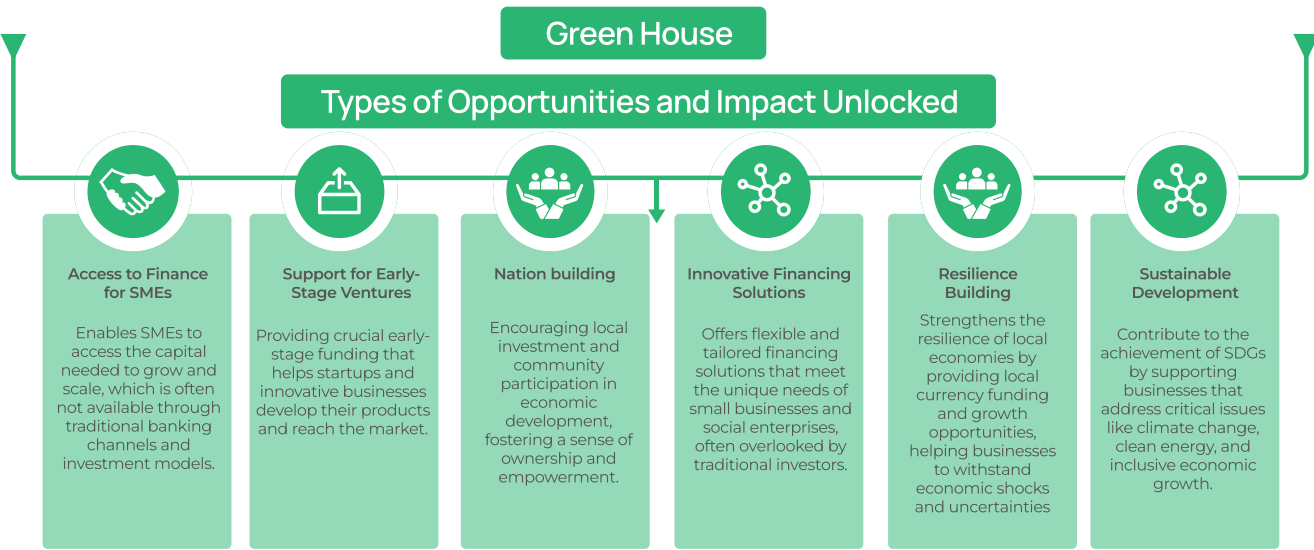 Green House
Types of Opportunities and Impact Unlocked
Access to Finance
for SMEs
Enables SMEs to
access the capital
needed to grow and
scale, which is often
not available through
traditional banking
channels and
investment models.
Support for Early-
Stage Ventures
Providing crucial early-
stage funding that
helps startups and
innovative businesses
develop their products
and reach the market.
Nation building
Encouraging local
investment and
community
participation in
economic
development,
fostering a sense of
ownership and
empowerment.
Innovative Financing
Solutions
Offers flexible and
tailored financing
solutions that meet
the unique needs of
small businesses and
social enterprises,
often overlooked by
traditional investors.
Resilience
Building
Strengthens the
resilience of local
economies by
providing local
currency funding
and growth
opportunities,
helping businesses
to withstand
economic shocks
and uncertainties
Sustainable
Development
Contribute to the
achievement of SDGs
by supporting
businesses that
address critical issues
like climate change,
clean energy, and
inclusive economic
growth.